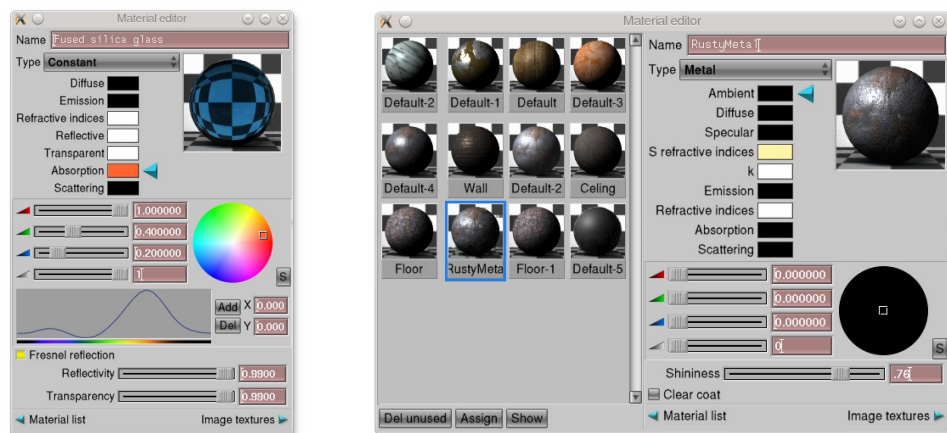 Material editor
Name Fused silica glass
Type Constant
Diffuse
Emission
Refractive indices
Reflective
Transparent
Absorption
Scattering
1.000000
0.400000
0.200000
1
S
Add X 0.000
Del Y 0.000
Fresnel reflection
Reflectivity 0.9900
Transparency 0.9900
Material list Image textures
Material editor
Default-2 Default-1 Default Default-3
Default-4 Wall Default-2 Celing
Floor RustyMeta Floor-1 Default-5
Del unused Assign Show
Name RustyMetal
Type Metal
Ambient
Diffuse
Specular
S refractive indices
k
Emission
Refractive indices
Absorption
Scattering
0.000000
0.000000
0.000000
0
S
Shininess .76
Clear coat
Material list Image textures